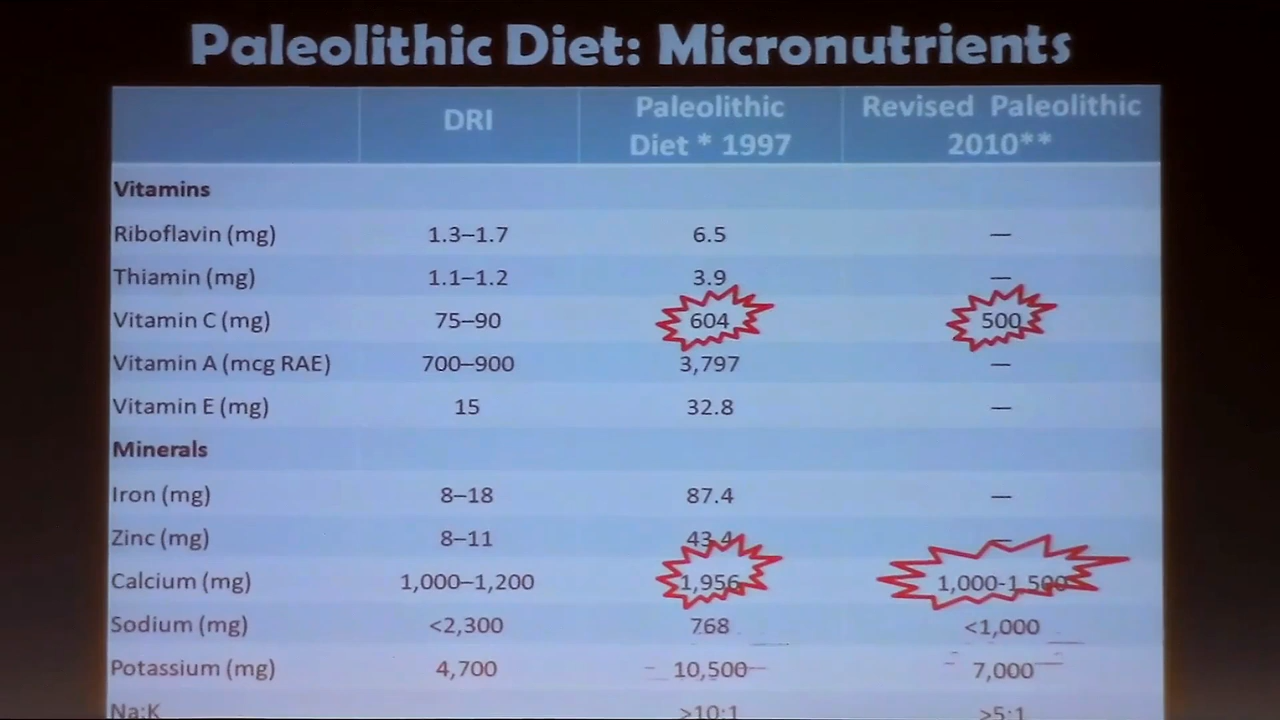 Paleolithic Diet: Micronutrients
DRI Paleolithic Diet * 1997 Revised Paleolithic 2010**
Vitamins
Riboflavin (mg) 1.3–1.7 6.5 —
Thiamin (mg) 1.1–1.2 3.9 —
Vitamin C (mg) 75–90 604 500
Vitamin A (mcg RAE) 700–900 3,797 —
Vitamin E (mg) 15 32.8 —
Minerals
Iron (mg) 8–18 87.4 —
Zinc (mg) 8–11 43.4 —
Calcium (mg) 1,000–1,200 1,956 1,000-1,500
Sodium (mg) <2,300 768 <1,000
Potassium (mg) 4,700 10,500 7,000
Na:K >10:1 >5:1